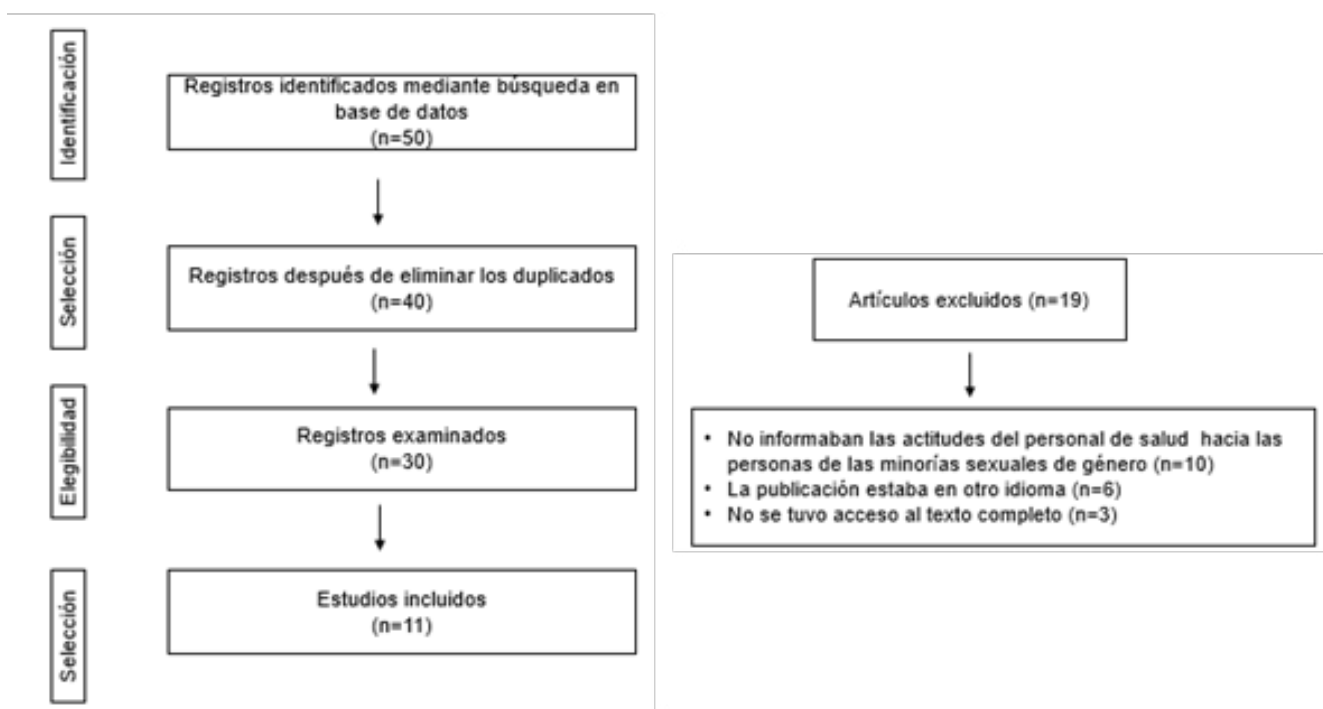 Identificación
Registros identificados mediante búsqueda en
base de datos
(n=50)
Selección
Registros después de eliminar los duplicados
(n=40)
Elegibilidad
Registros examinados
(n=30)
Selección
Estudios incluidos
(n=11)
Artículos excluidos (n=19)
• No informaban las actitudes del personal de salud hacia las
personas de las minorías sexuales de género (n=10)
• La publicación estaba en otro idioma (n=6)
• No se tuvo acceso al texto completo (n=3)